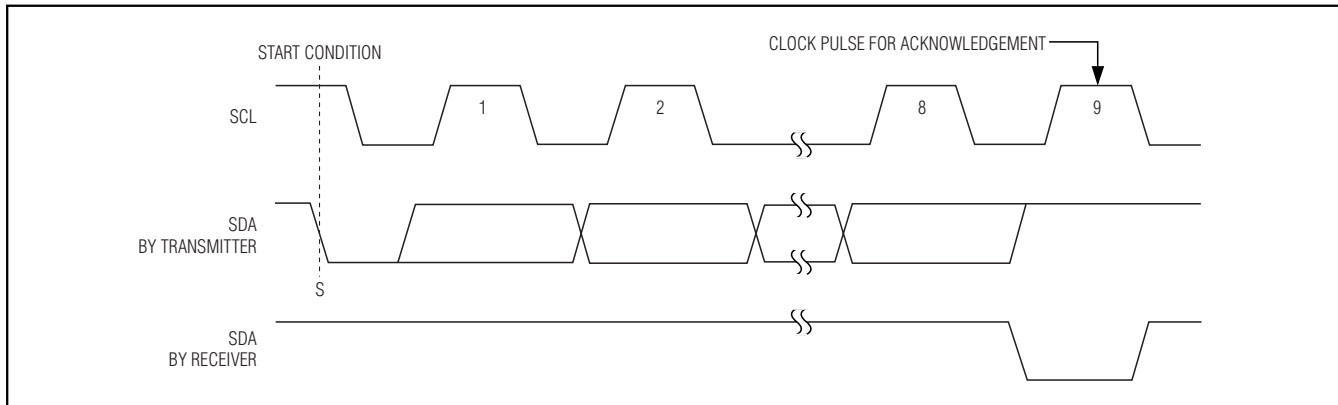 START CONDITION
CLOCK PULSE FOR ACKNOWLEDGEMENT
SCL
1
2
8
9
SDA
BY TRANSMITTER
S
SDA
BY RECEIVER